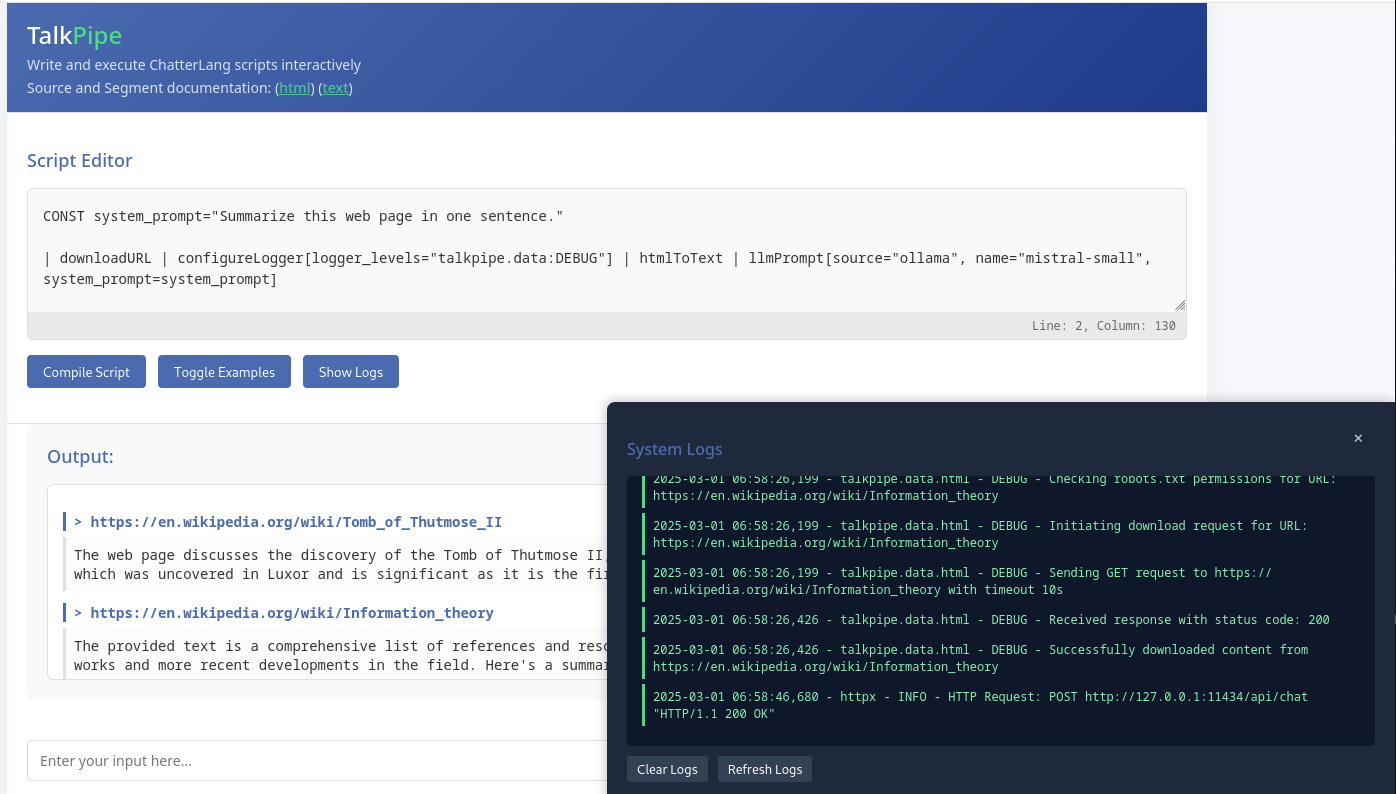 TalkPipe
Write and execute ChatterLang scripts interactively
Source and Segment documentation: (html) (text)
Script Editor
CONST system_prompt="Summarize this web page in one sentence."
| downloadURL | configureLogger[logger_levels="talkpipe.data:DEBUG"] | htmlToText | llmPrompt[source="ollama", name="mistral-small",
system_prompt=system_prompt]
Line: 2, Column: 130
Compile Script
Toggle Examples
Show Logs
Output:
> https://en.wikipedia.org/wiki/Tomb_of_Thutmose_II
The web page discusses the discovery of the Tomb of Thutmose II,
which was uncovered in Luxor and is significant as it is the
> https://en.wikipedia.org/wiki/Information_theory
The provided text is a comprehensive list of references and
works and more recent developments in the field. Here's a
Enter your input here...
System Logs
×
2025-03-01 06:58:26,199 - talkpipe.data.html - DEBUG - Checking robots.txt permissions for URL:
https://en.wikipedia.org/wiki/Information_theory
2025-03-01 06:58:26,199 - talkpipe.data.html - DEBUG - Initiating download request for URL:
https://en.wikipedia.org/wiki/Information_theory
2025-03-01 06:58:26,199 - talkpipe.data.html - DEBUG - Sending GET request to https://
en.wikipedia.org/wiki/Information_theory with timeout 10s
2025-03-01 06:58:26,426 - talkpipe.data.html - DEBUG - Received response with status code: 200
2025-03-01 06:58:26,426 - talkpipe.data.html - DEBUG - Successfully downloaded content from
https://en.wikipedia.org/wiki/Information_theory
2025-03-01 06:58:46,680 - httpx - INFO - HTTP Request: POST http://127.0.0.1:11434/api/chat
"HTTP/1.1 200 OK"
Clear Logs
Refresh Logs